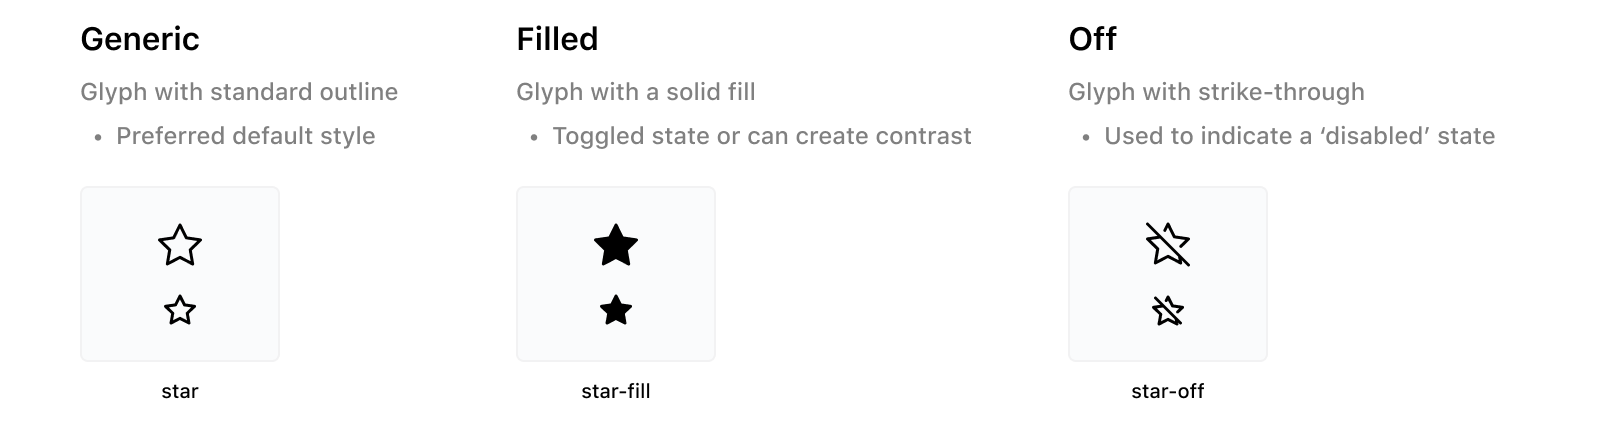 Generic
Glyph with standard outline
• Preferred default style
star
Filled
Glyph with a solid fill
• Toggled state or can create contrast
star-fill
Off
Glyph with strike-through
• Used to indicate a ‘disabled’ state
star-off